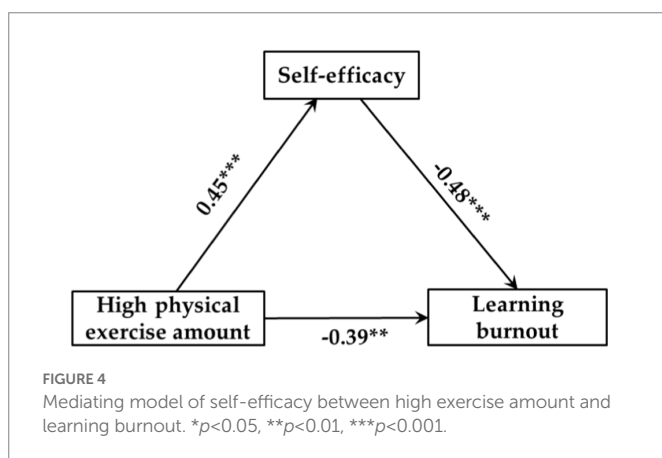 Self-efficacy
0.45***
-0.48***
High physical
exercise amount
-0.39**
Learning
burnout
FIGURE 4
Mediating model of self-efficacy between high exercise amount and
learning burnout. *p<0.05, **p<0.01, ***p<0.001.